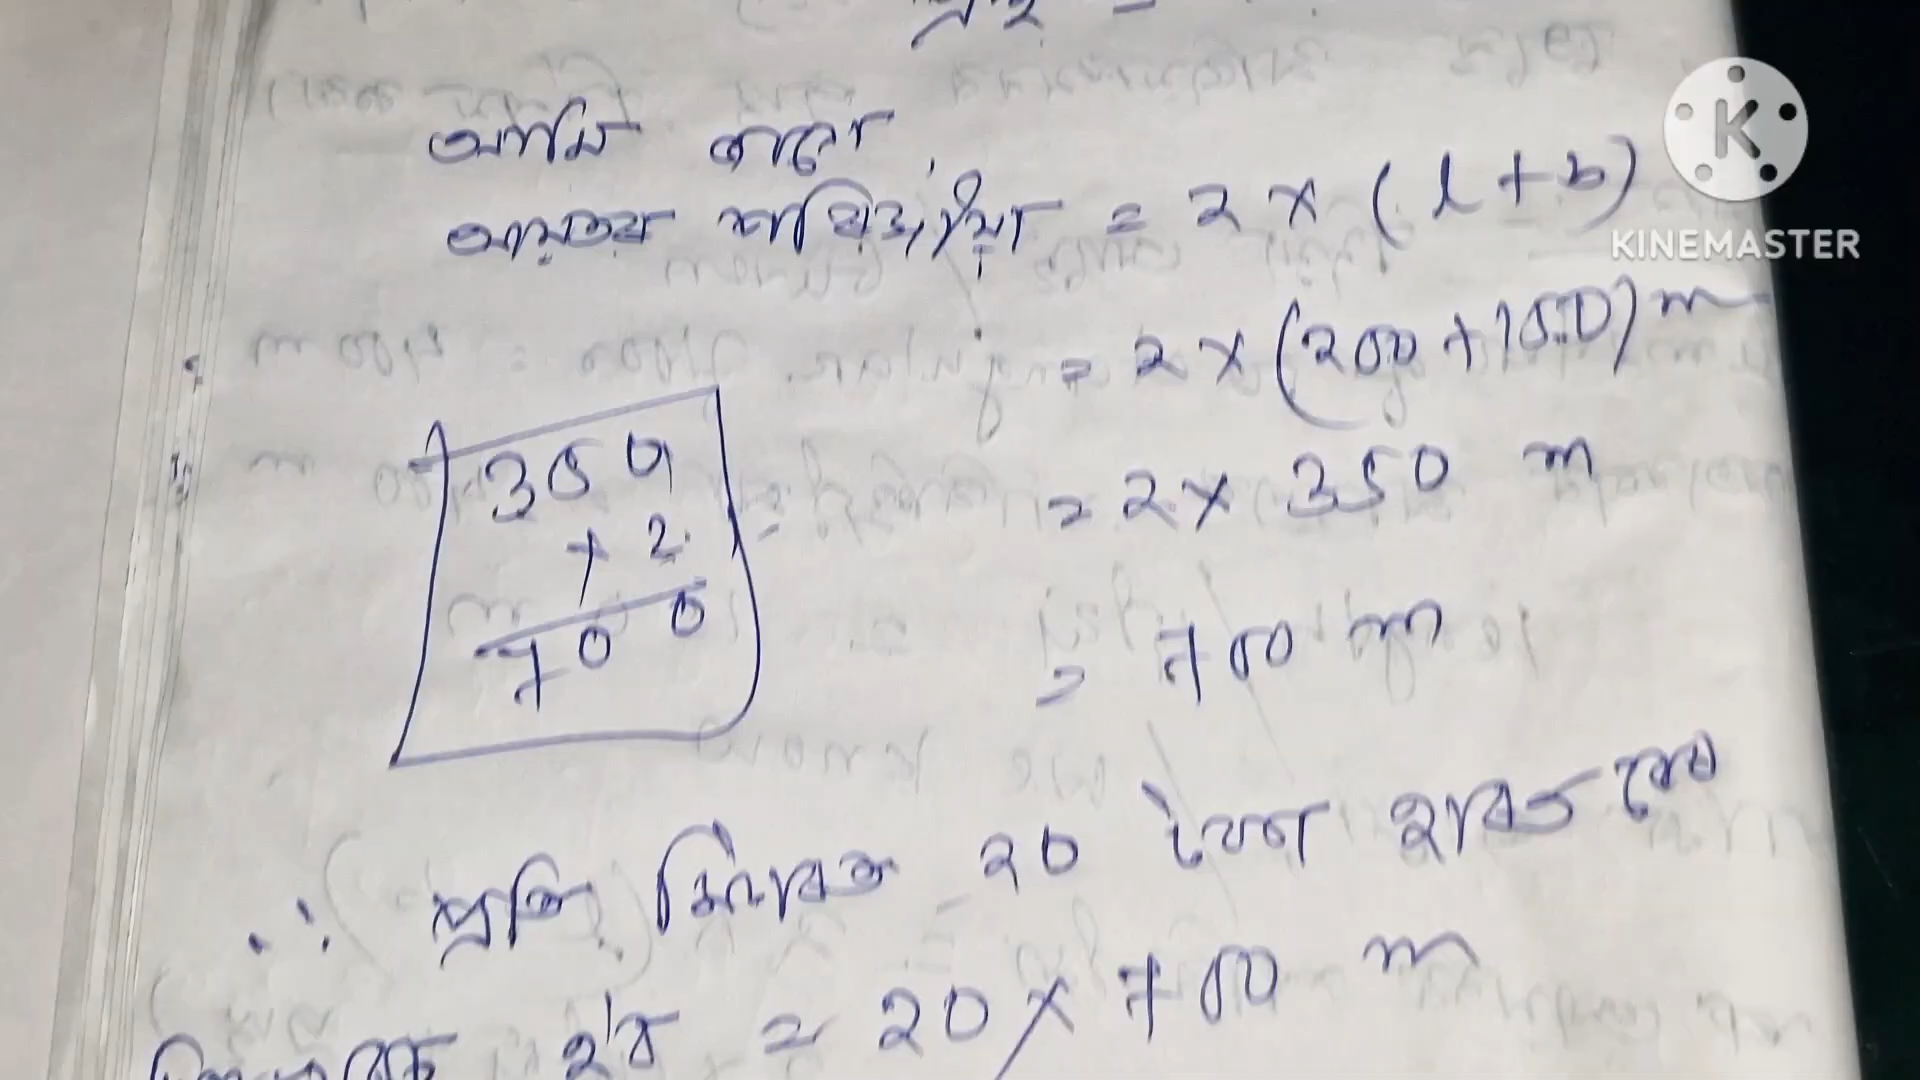 আমি জানো
আয়তৰ পৰিসীমা = 2 × (l + b)
= 2 × (200 + 150) m
= 2 × 350 m
= 700 m
350
× 2
700
∴ প্ৰতি মিটাৰত 20 টকা হাৰত
হ'ব = 20 × 700 m
K
KINEMASTER